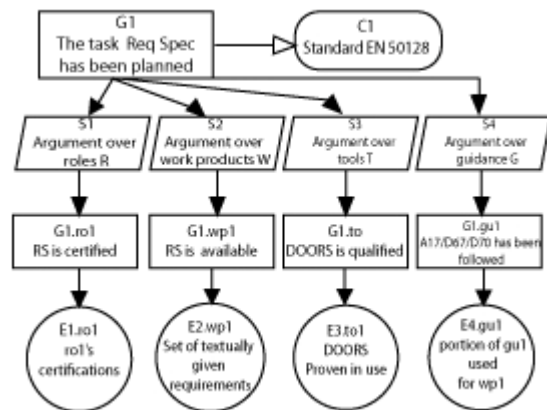 G1
The task Req Spec
has been planned
C1
Standard EN 50128
S1
Argument over
roles R
S2
Argument over
work products W
S3
Argument over
tools T
S4
Argument over
guidance G
G1.ro1
RS is certified
G1.wp1
RS is available
G1.to
DOORS is qualified
G1.gu1
A17/D67/D70 has been
followed
E1.ro1
ro1's
certifications
E2.wp1
Set of textually
given
requirements
E3.to1
DOORS
Proven in use
E4.gu1
portion of gu1
used
for wp1